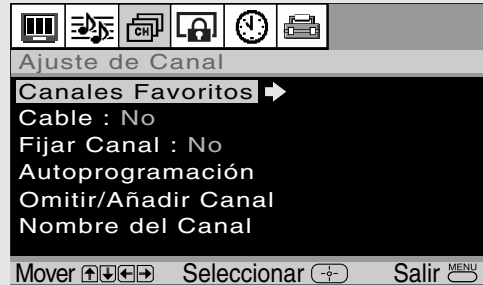 CH
Ajuste de Canal
Canales Favoritos
Cable : No
Fijar Canal : No
Autoprogramación
Omitir/Añadir Canal
Nombre del Canal
Mover Seleccionar Salir MENU